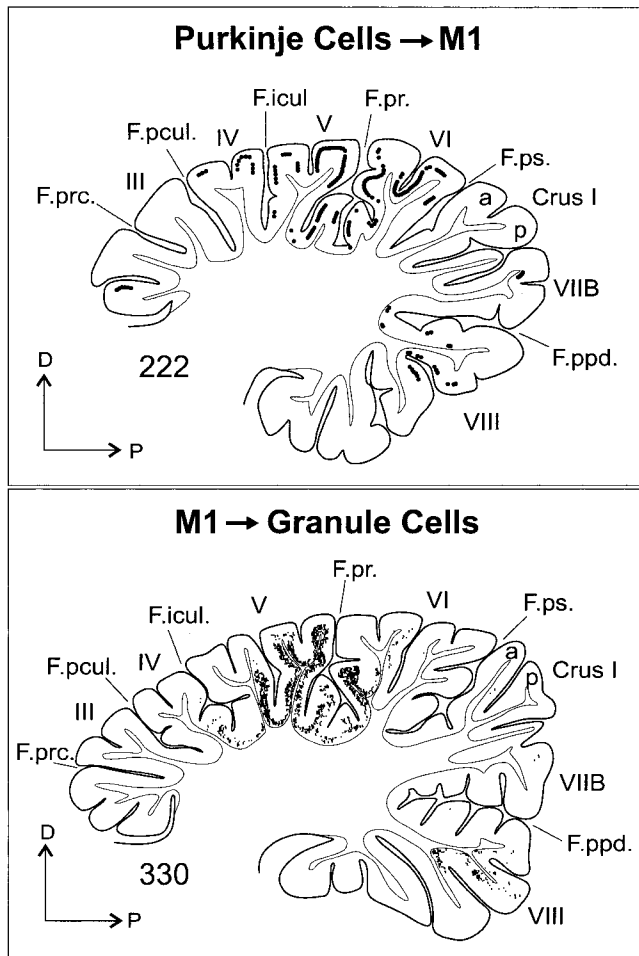 Purkinje Cells → M1
F.icul V F.pr.
IV VI
F.pcul. F.ps.
III a Crus I
F.prc. p
VIIB
D 222 F.ppd.
VIII
P
M1 → Granule Cells
F.pr.
V VI
F.icul. F.ps.
IV a
F.pcul. p Crus I
III
F.prc. VIIB
D 330 F.ppd.
VIII
P